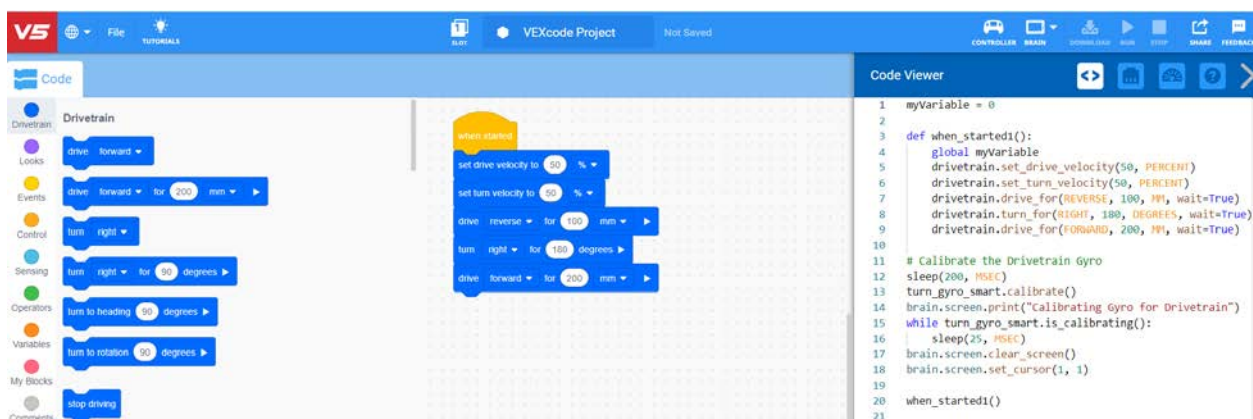 V5
File
TUTORIALS
1
SLOT
VEXcode Project
Not Saved
CONTROLLER
BRAIN
DOWNLOAD
RUN
STOP
SHARE
FEEDBACK
Code
Drivetrain
Looks
Events
Control
Sensing
Operators
Variables
My Blocks
Comments
Drivetrain
drive forward
drive forward for 200 mm
turn right
turn right for 90 degrees
turn to heading 90 degrees
turn to rotation 90 degrees
stop driving
when started
set drive velocity to 50 %
set turn velocity to 50 %
drive reverse for 100 mm
turn right for 180 degrees
drive forward for 200 mm
Code Viewer
<>
?
1 myVariable = 0
2
3 def when_started1():
4 global myVariable
5 drivetrain.set_drive_velocity(50, PERCENT)
6 drivetrain.set_turn_velocity(50, PERCENT)
7 drivetrain.drive_for(REVERSE, 100, MM, wait=True)
8 drivetrain.turn_for(RIGHT, 180, DEGREES, wait=True)
9 drivetrain.drive_for(FORWARD, 200, MM, wait=True)
10
11 # Calibrate the Drivetrain Gyro
12 sleep(200, MSEC)
13 turn_gyro_smart.calibrate()
14 brain.screen.print("Calibrating Gyro for Drivetrain")
15 while turn_gyro_smart.is_calibrating():
16 sleep(25, MSEC)
17 brain.screen.clear_screen()
18 brain.screen.set_cursor(1, 1)
19
20 when_started1()
21